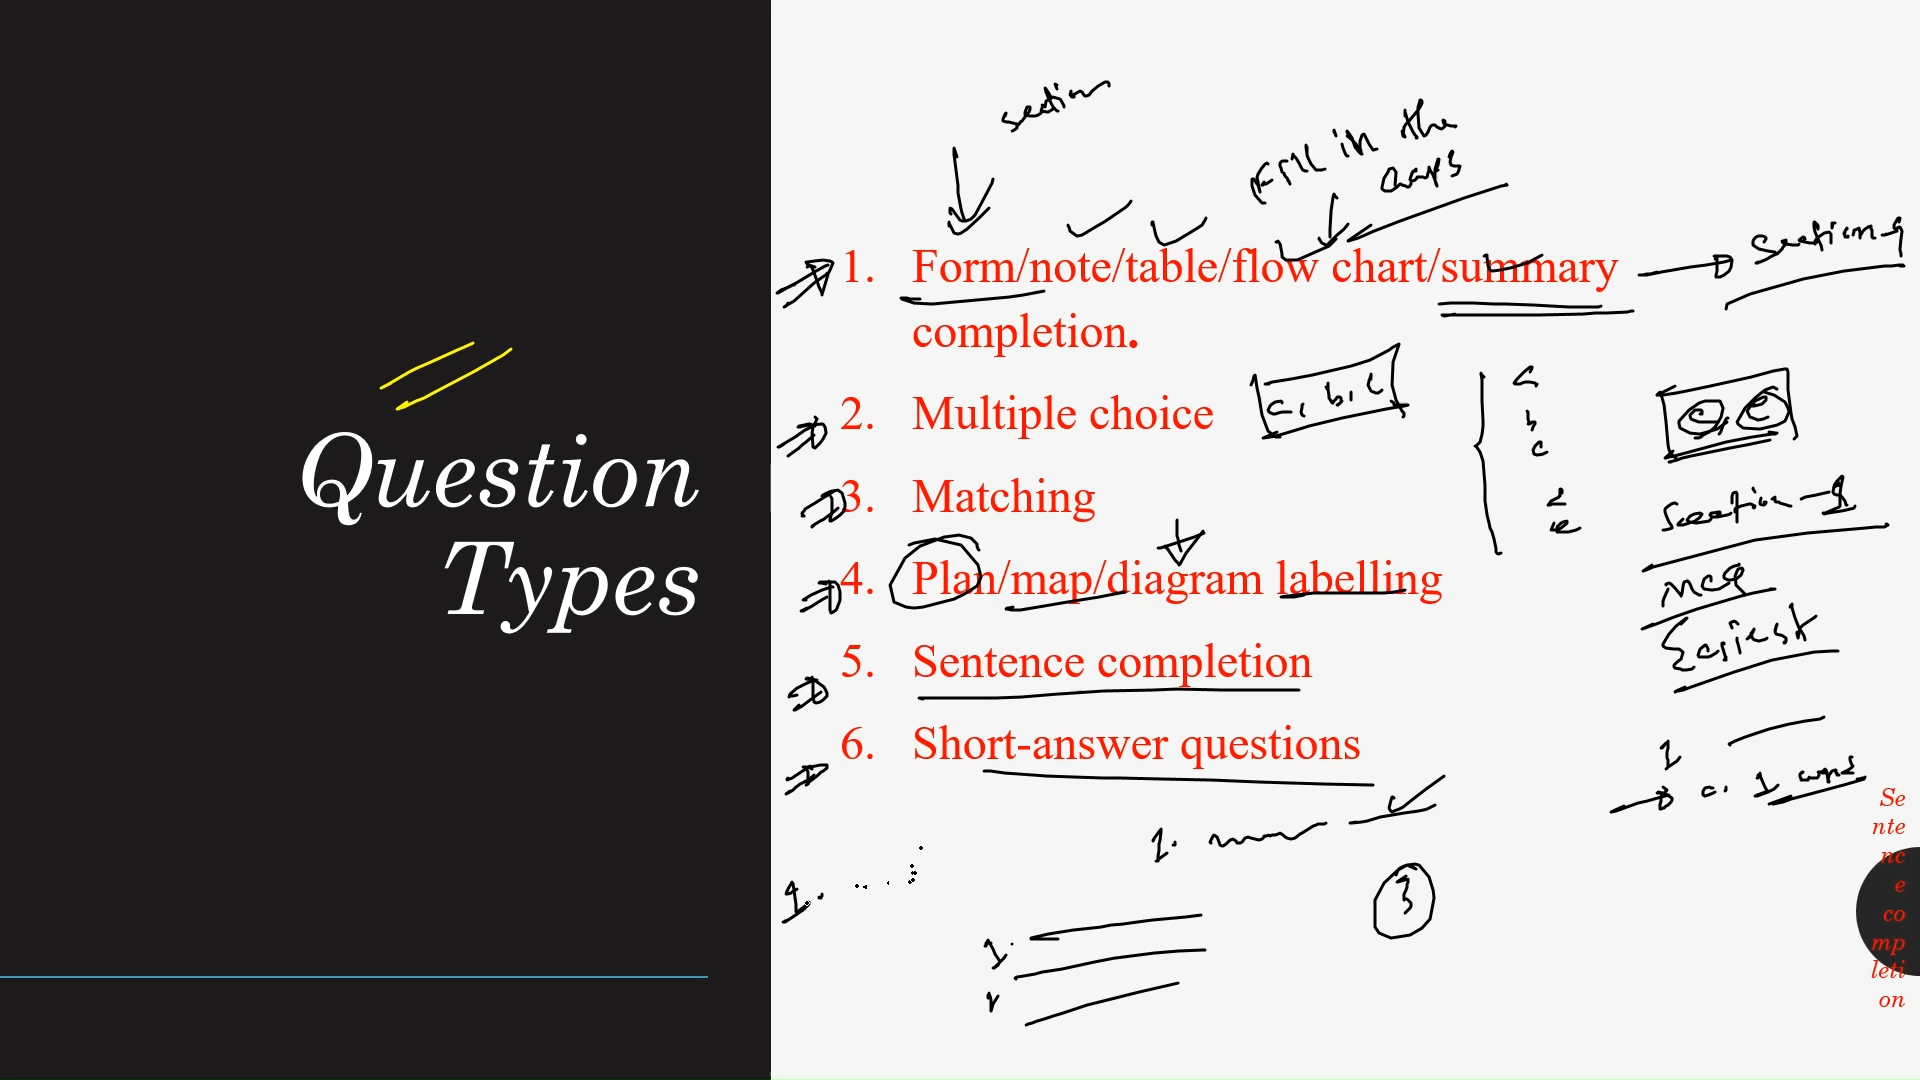 Question
Types
section
Fill in the
Gaps
1. Form/note/table/flow chart/summary
completion.
Section 4
2. Multiple choice
a, b, c
a
b
c
d
e
c, e
3. Matching
Section-
4. Plan/map/diagram labelling
MCQ
Easiest
5. Sentence completion
6. Short-answer questions
1
1.
1.
3
1.
Se
nte
nc
e
co
mp
leti
on